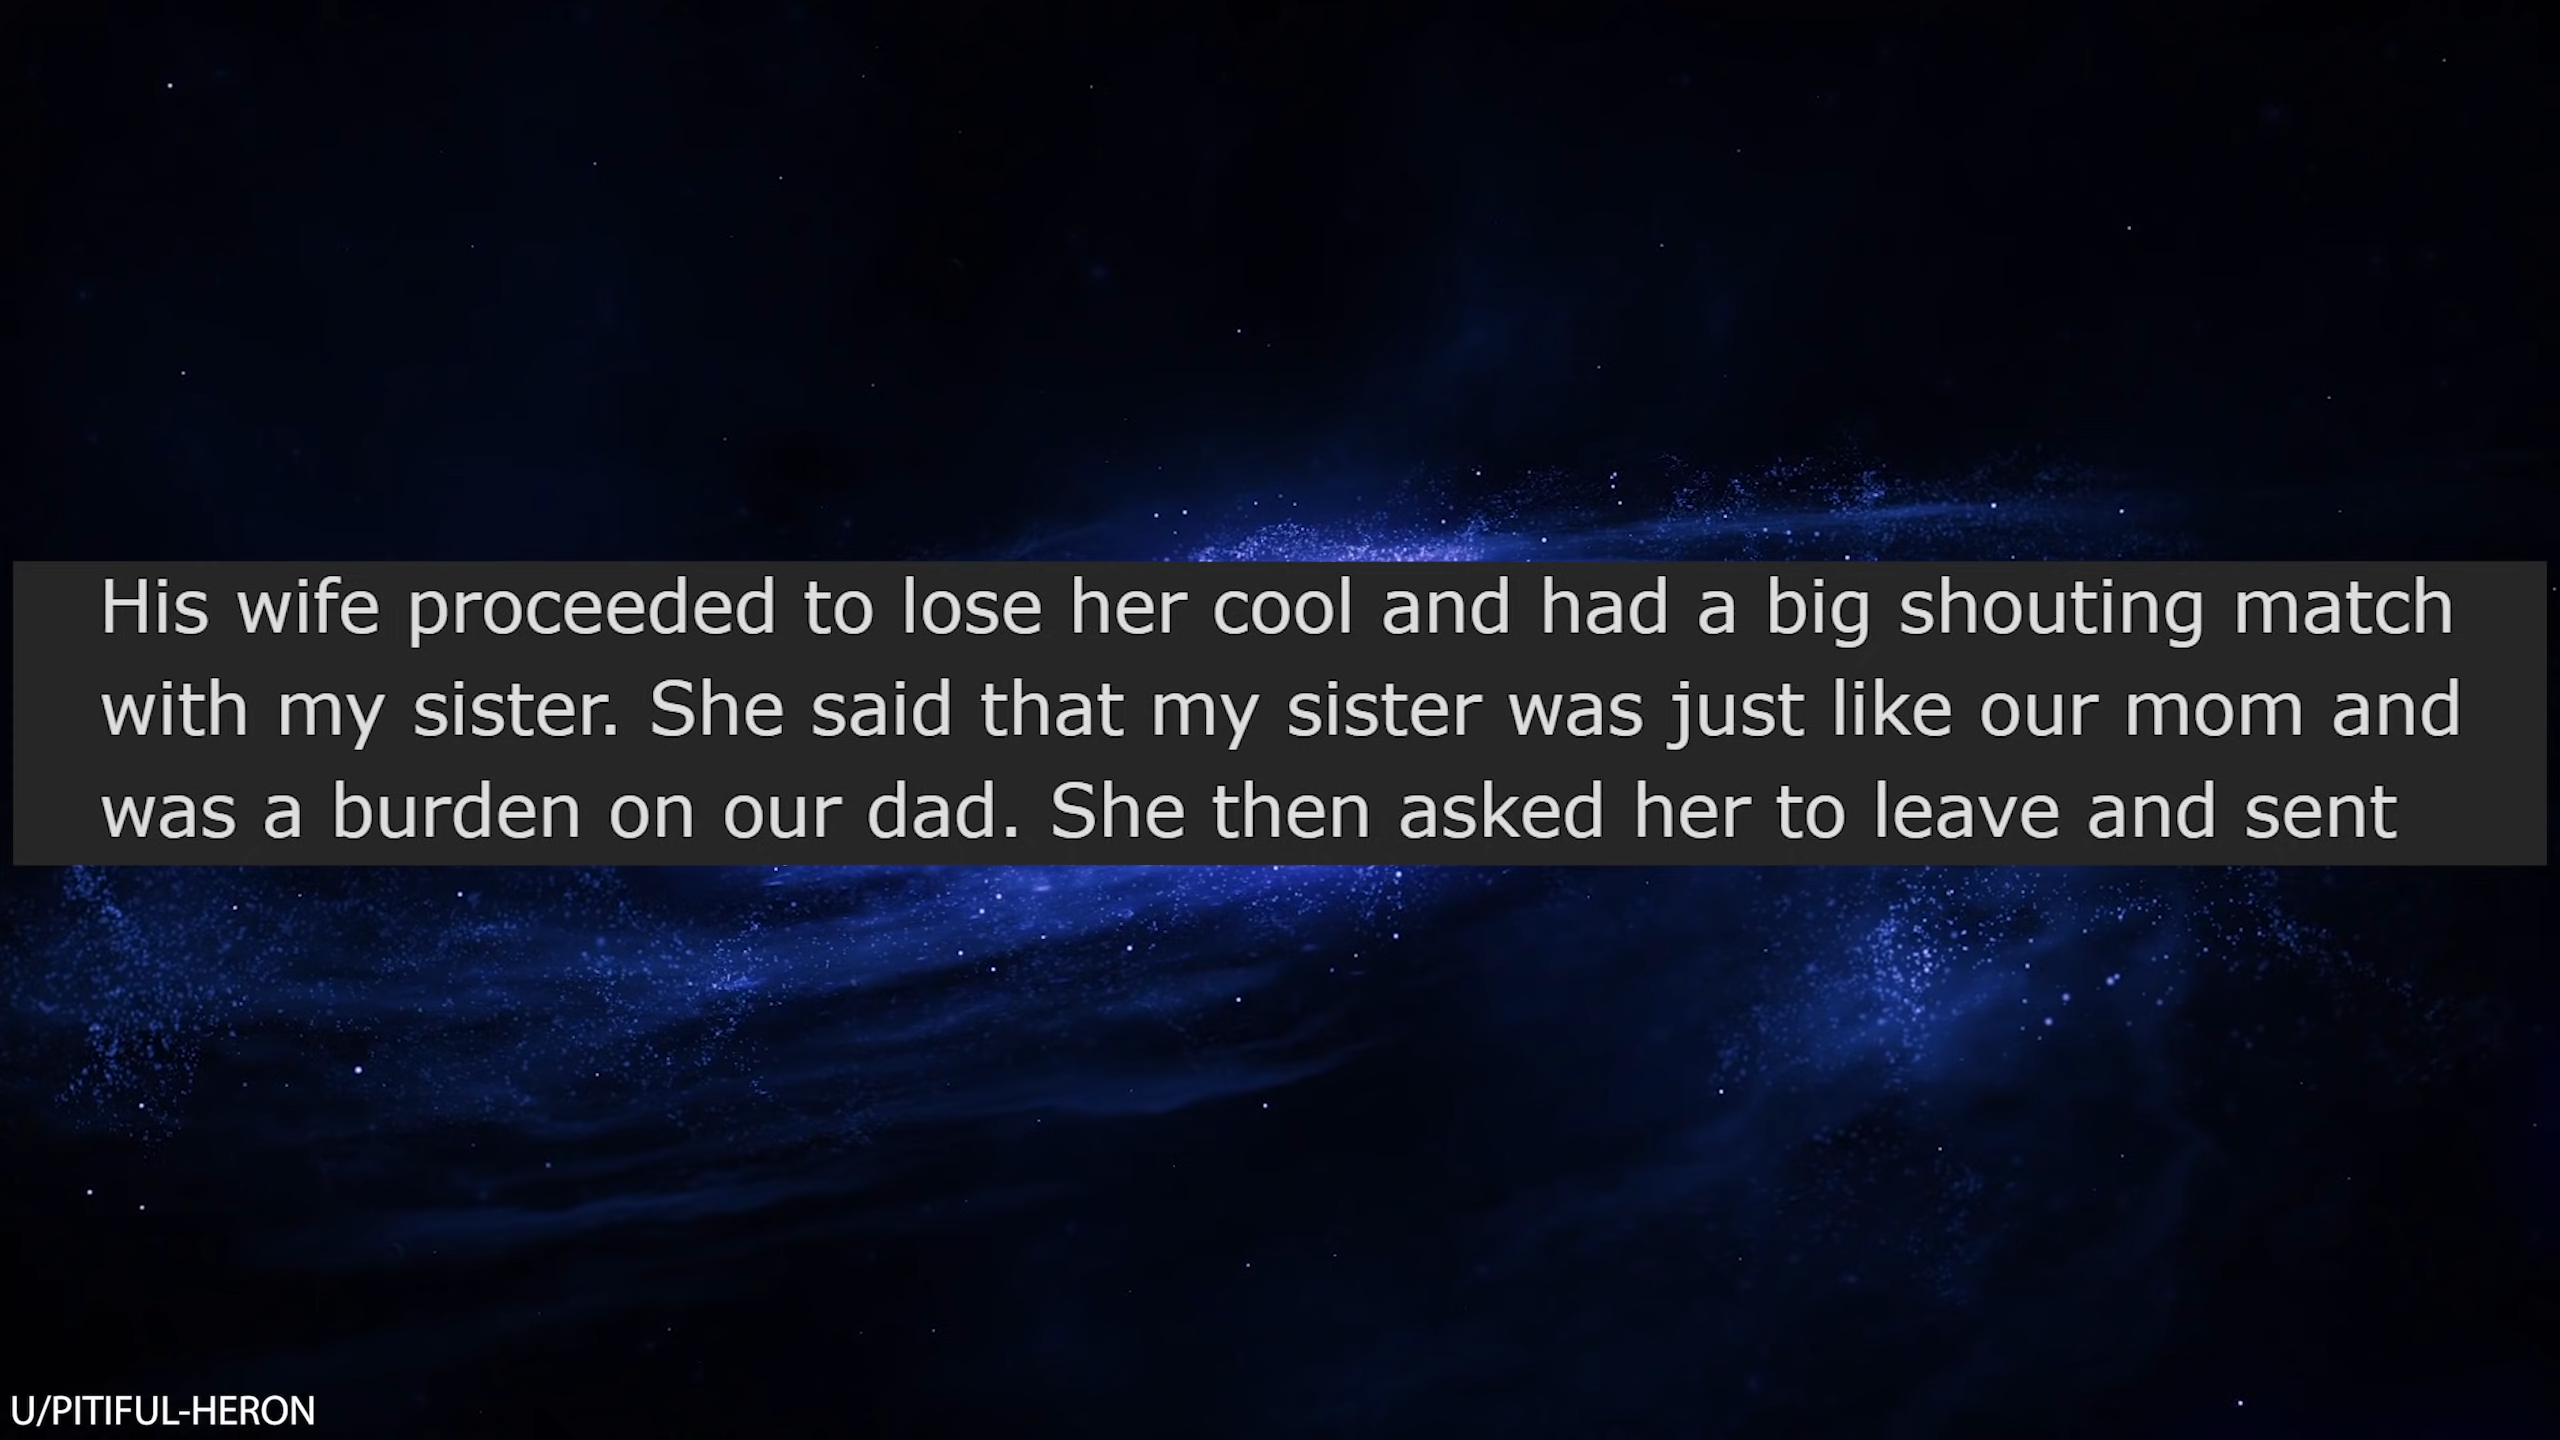 His wife proceeded to lose her cool and had a big shouting match
with my sister. She said that my sister was just like our mom and
was a burden on our dad. She then asked her to leave and sent
U/PITIFUL-HERON